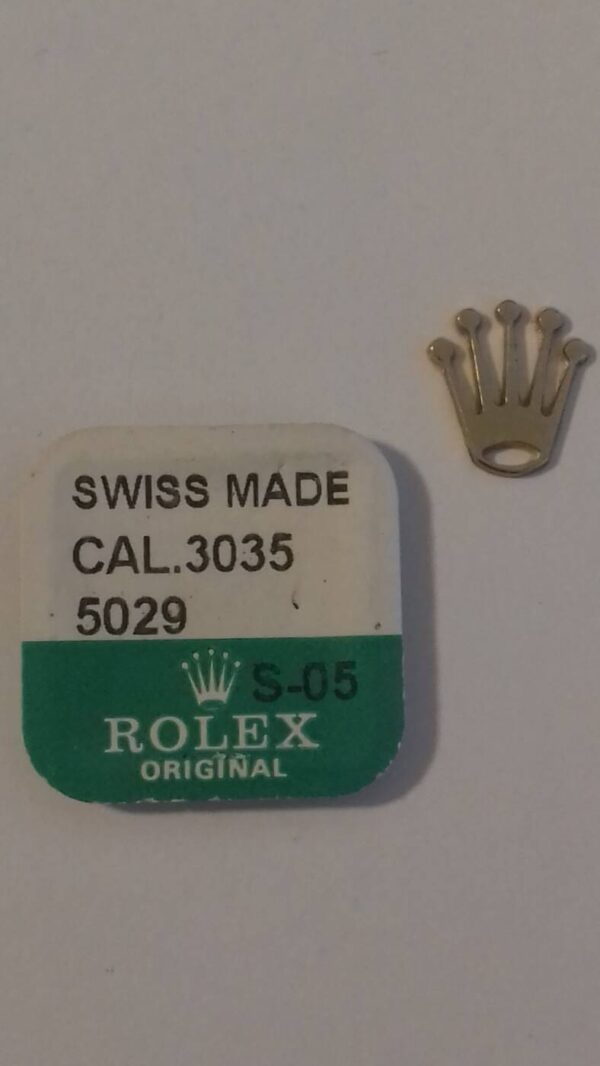 SWISS MADE
CAL.3035
5029
S-05
ROLEX
ORIGINAL